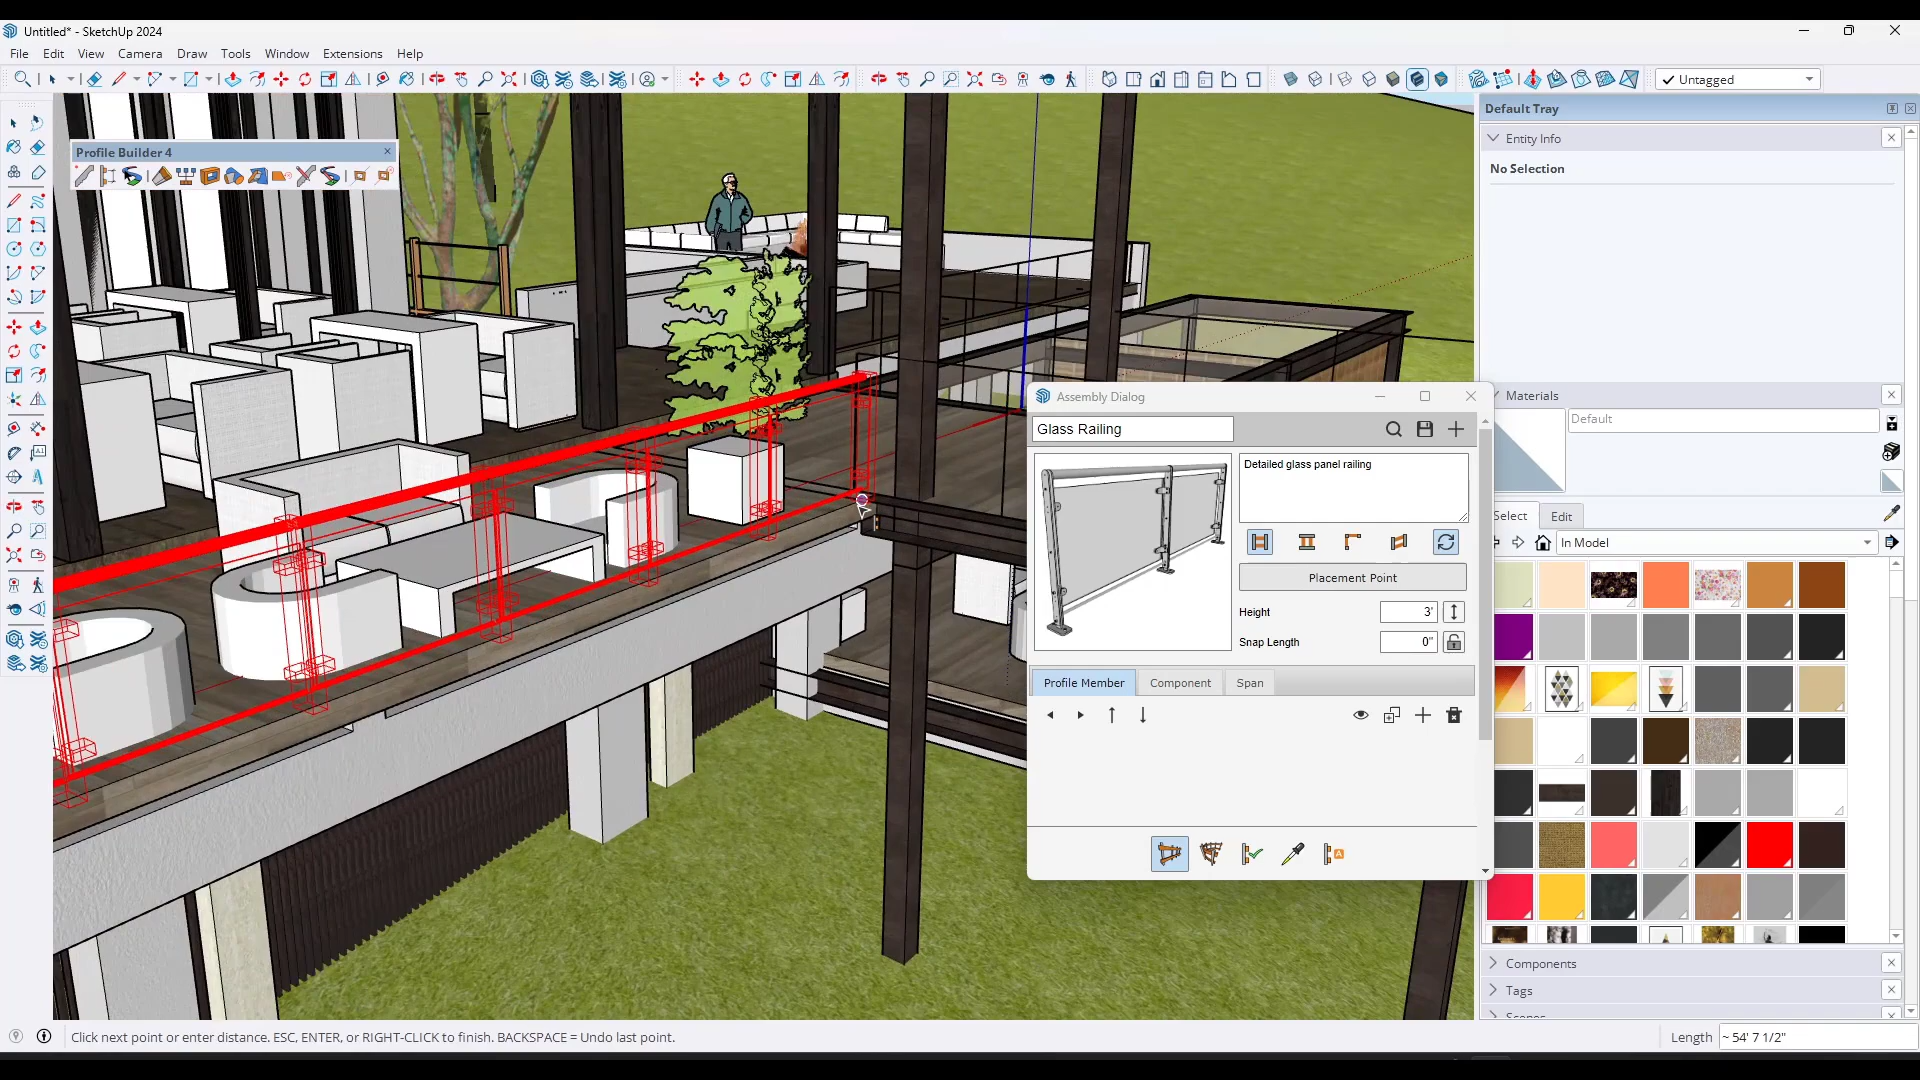 Untitled* - SketchUp 2024
File Edit View Camera Draw Tools Window Extensions Help
Untagged
Default Tray
Entity Info
No Selection
Profile Builder 4
Assembly Dialog
Glass Railing
Detailed glass panel railing
Placement Point
Height 3'
Snap Length 0"
Profile Member Component Span
Materials
Default
Select Edit
In Model
Components
Tags
Scenes
Click next point or enter distance. ESC, ENTER, or RIGHT-CLICK to finish. BACKSPACE = Undo last point.
Length ~ 54' 7 1/2"